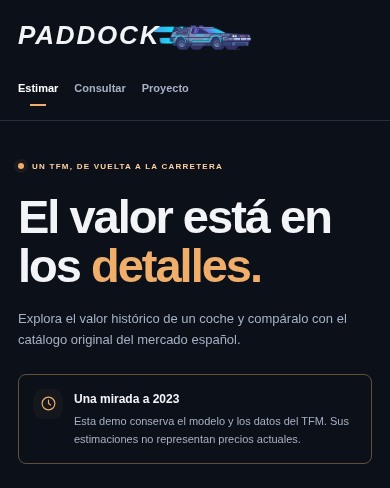 PADDOCK
Estimar Consultar Proyecto
UN TFM, DE VUELTA A LA CARRETERA
El valor está en
los detalles.
Explora el valor histórico de un coche y compáralo con el
catálogo original del mercado español.
Una mirada a 2023
Esta demo conserva el modelo y los datos del TFM. Sus
estimaciones no representan precios actuales.